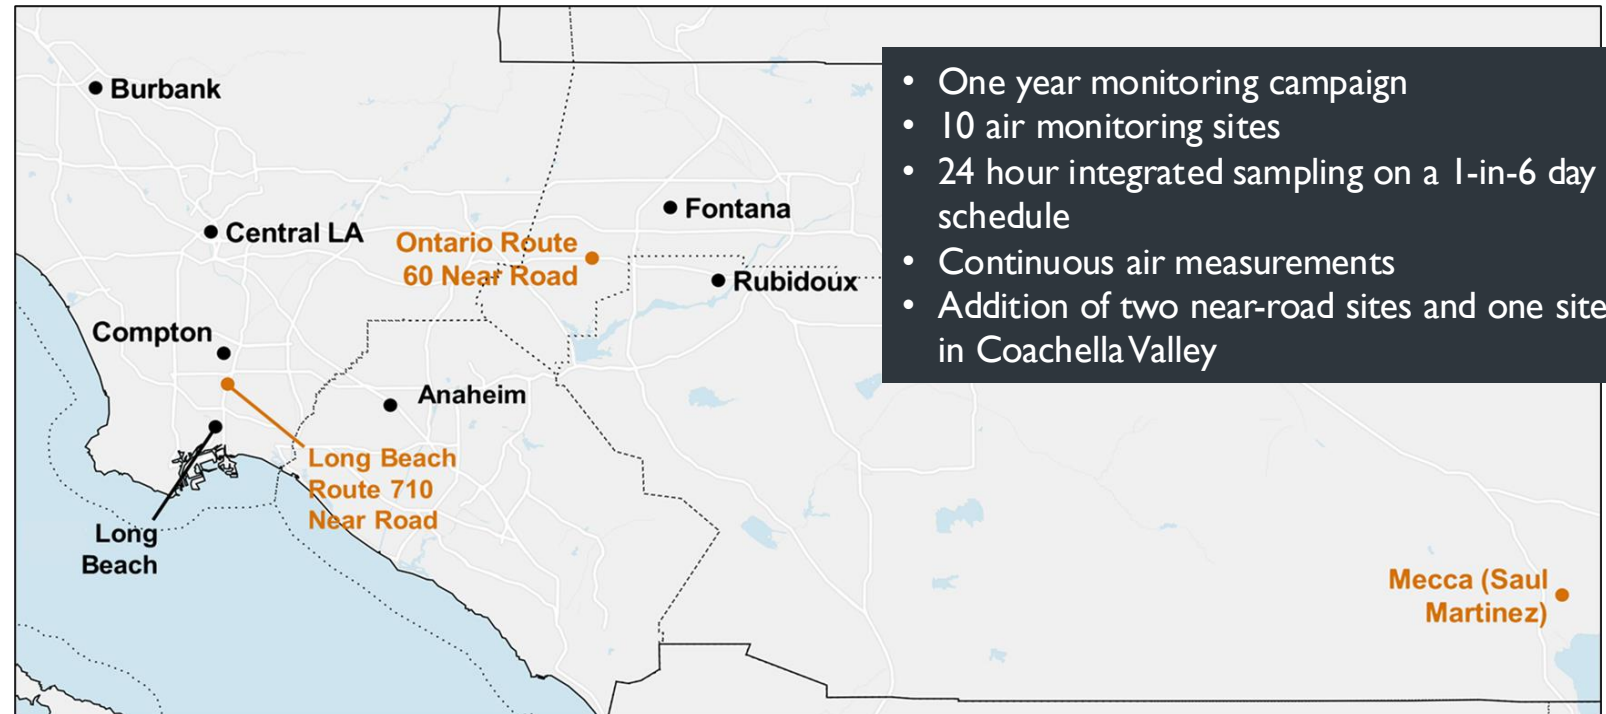 Burbank
Central LA
Compton
Long
Beach
Ontario Route
60 Near Road
Fontana
Rubidoux
Anaheim
Long Beach
Route 710
Near Road
Mecca (Saul
Martinez)
• One year monitoring campaign
• 10 air monitoring sites
• 24 hour integrated sampling on a 1-in-6 day
schedule
• Continuous air measurements
• Addition of two near-road sites and one site
in Coachella Valley